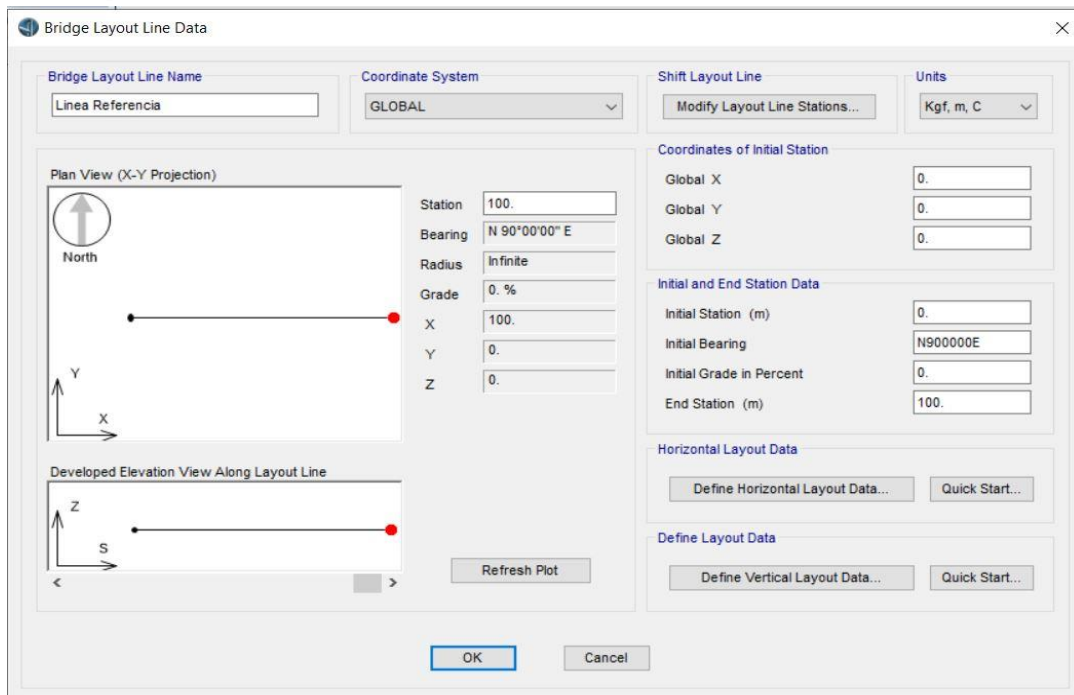 Bridge Layout Line Data
Bridge Layout Line Name
Linea Referencia
Coordinate System
GLOBAL
Shift Layout Line
Modify Layout Line Stations...
Units
Kgf, m, C
Plan View (X-Y Projection)
North
Y
X
Station 100.
Bearing N 90°00'00" E
Radius Infinite
Grade 0. %
X 100.
Y 0.
Z 0.
Developed Elevation View Along Layout Line
Z
S
Refresh Plot
Coordinates of Initial Station
Global X 0.
Global Y 0.
Global Z 0.
Initial and End Station Data
Initial Station (m) 0.
Initial Bearing N900000E
Initial Grade in Percent 0.
End Station (m) 100.
Horizontal Layout Data
Define Horizontal Layout Data... Quick Start...
Define Layout Data
Define Vertical Layout Data... Quick Start...
OK Cancel